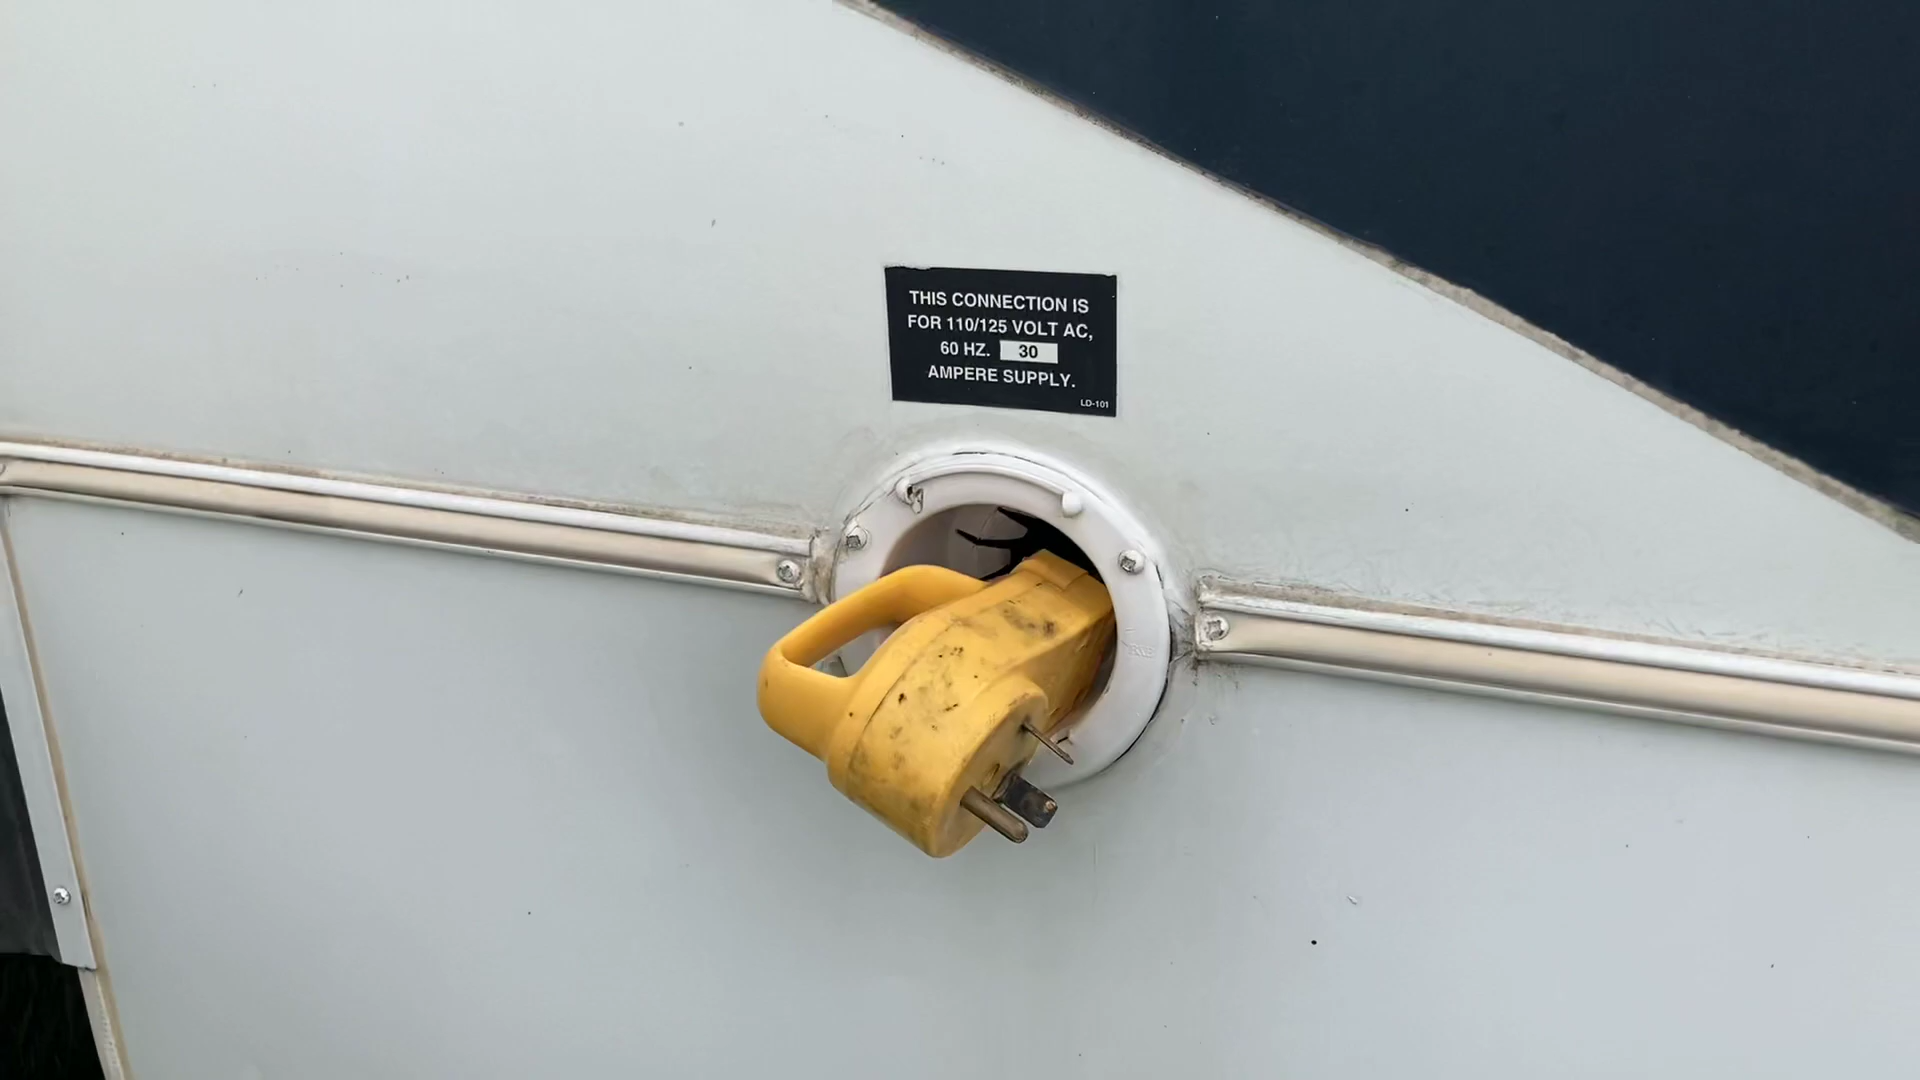 THIS CONNECTION IS
FOR 110/125 VOLT AC,
60 HZ. 30
AMPERE SUPPLY.
LD-101